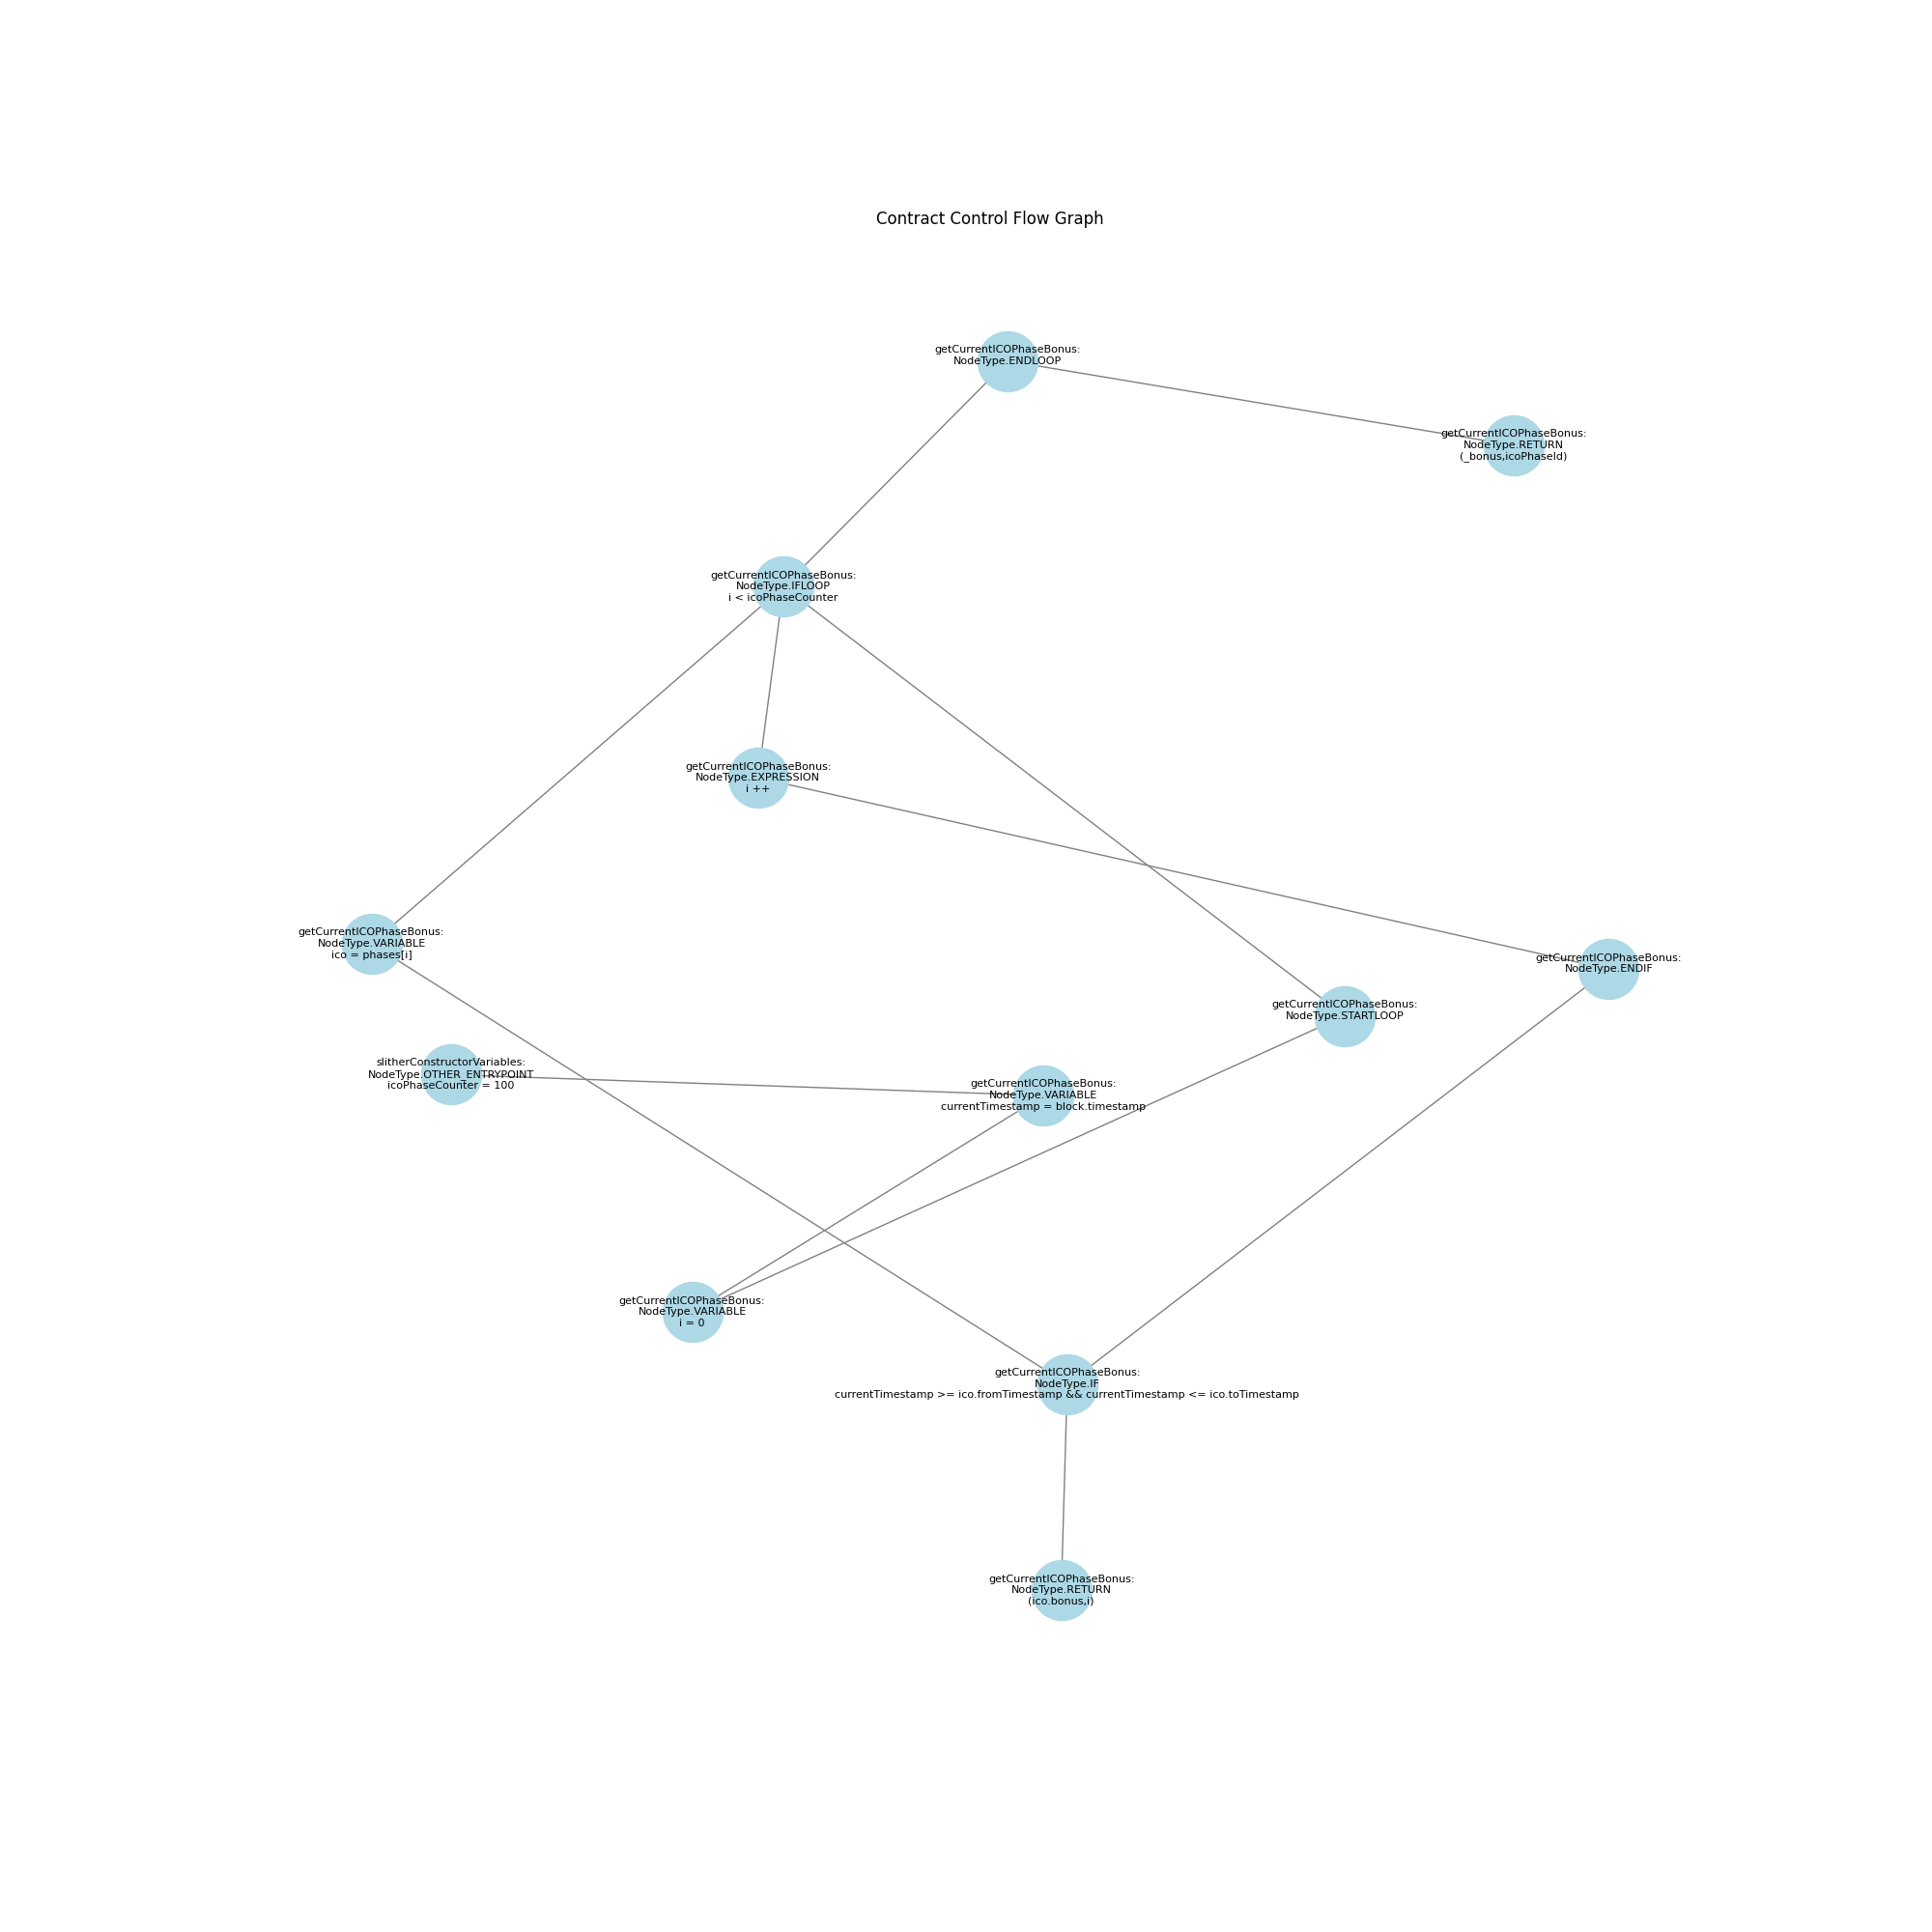 Contract Control Flow Graph
getCurrentICOPhaseBonus:
NodeType.ENDLOOP
getCurrentICOPhaseBonus:
NodeType.RETURN
(_bonus,icoPhaseId)
getCurrentICOPhaseBonus:
NodeType.IFLOOP
i < icoPhaseCounter
getCurrentICOPhaseBonus:
NodeType.EXPRESSION
i ++
getCurrentICOPhaseBonus:
NodeType.VARIABLE
ico = phases[i]
getCurrentICOPhaseBonus:
NodeType.ENDIF
getCurrentICOPhaseBonus:
NodeType.STARTLOOP
slitherConstructorVariables:
NodeType.OTHER_ENTRYPOINT
icoPhaseCounter = 100
getCurrentICOPhaseBonus:
NodeType.VARIABLE
currentTimestamp = block.timestamp
getCurrentICOPhaseBonus:
NodeType.VARIABLE
i = 0
getCurrentICOPhaseBonus:
NodeType.IF
currentTimestamp >= ico.fromTimestamp && currentTimestamp <= ico.toTimestamp
getCurrentICOPhaseBonus:
NodeType.RETURN
(ico.bonus,i)